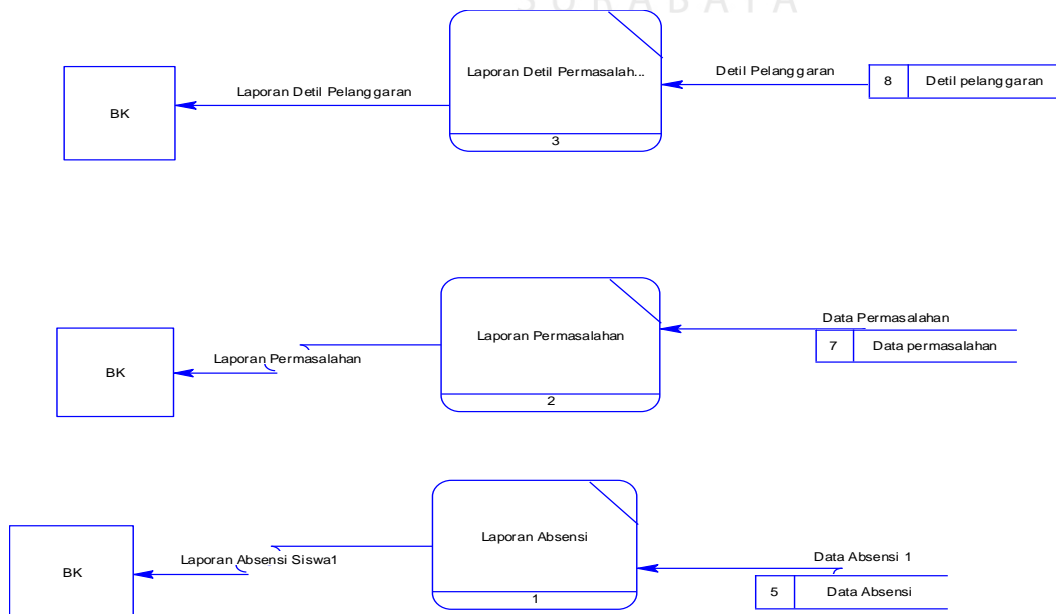 SURABAYA
Laporan Detil Permasalah...
Detil Pelanggaran
8 Detil pelanggaran
Laporan Detil Pelanggaran
BK
3
Data Permasalahan
Laporan Permasalahan
7 Data permasalahan
Laporan Permasalahan
BK
2
Laporan Absensi
Data Absensi 1
Laporan Absensi Siswa1
BK
5 Data Absensi
1